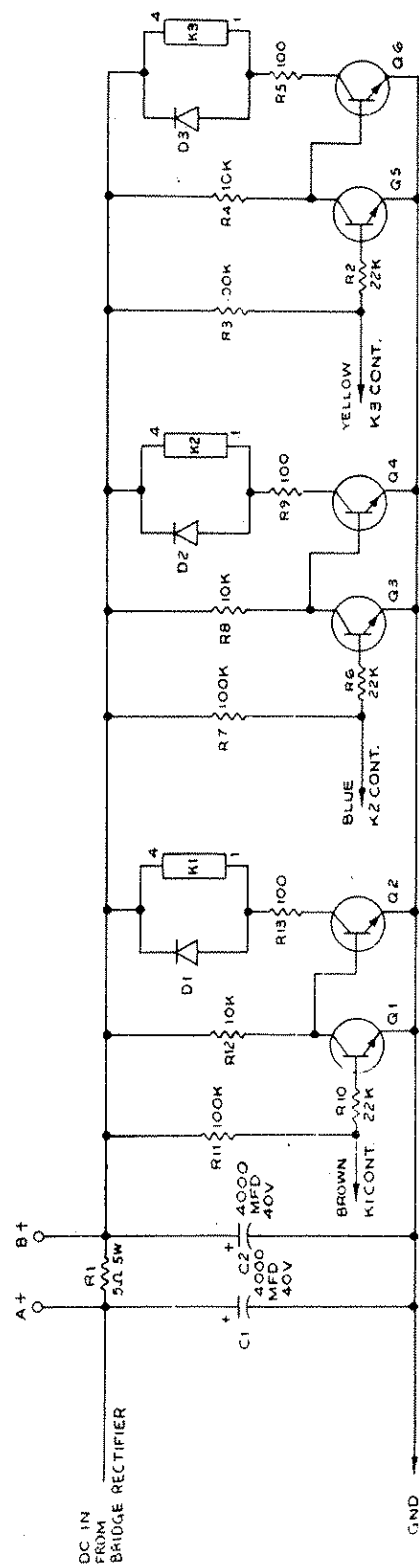 DC IN
FROM
BRIDGE RECTIFIER
A+
R1
5Ω 5W
B+
+
C1
4000
MFD
40V
+
C2
4000
MFD
40V
GND
BROWN
K1 CONT.
R11
100K
R10
22K
R12
10K
Q1
D1
4
K1
1
R13
100
Q2
BLUE
K2 CONT.
R7
100K
R6
22K
R8
10K
Q3
D2
4
K2
1
R9
100
Q4
YELLOW
K3 CONT.
R3
R2
22K
R4
10K
Q5
D3
4
K3
1
R5
100
Q6